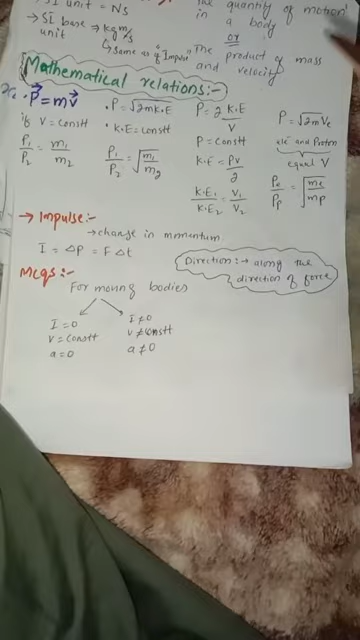 SI unit = Ns
the quantity of motion
in a body
→ SI base ⇒ kgm/s
unit
or
↳ Same as "Impulse"
The product of mass
and velocity
Mathematical relations:-
• P⃗ = mv⃗
if V = constt
P₁/P₂ = m₁/m₂
• P = √2mK.E
• K.E = constt
P₁/P₂ = √m₁/m₂
P = 2 K.E/V
P = constt
K.E = PV/2
K.E₁/K.E₂ = V₁/V₂
P = √2mVe
ele⁻ and Proton
equal V
Pe/Pp = √me/mp
→ Impulse:-
→ change in momentum
I = ΔP = FΔt
Direction:→ along the
direction of force
Mcqs:-
For moving bodies
I = 0
V = constt
a = 0
I ≠ 0
V ≠ constt
a ≠ 0